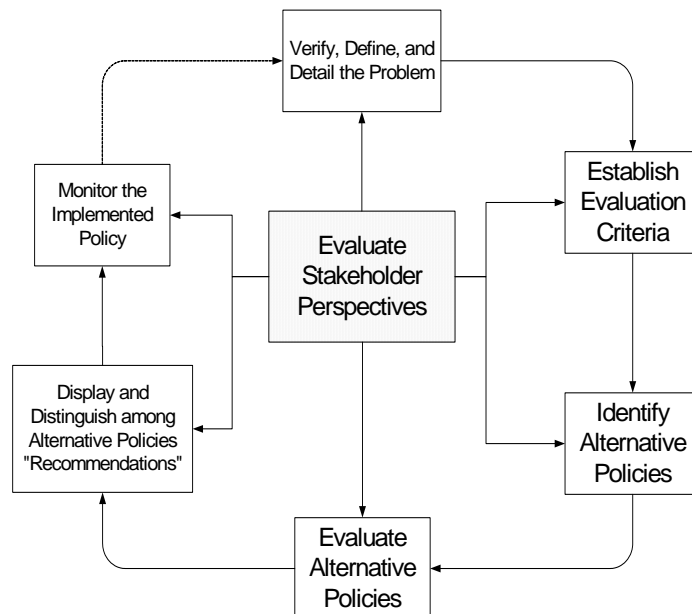 Verify, Define, and
Detail the Problem
Establish
Evaluation
Criteria
Monitor the
Implemented
Policy
Evaluate
Stakeholder
Perspectives
Display and
Distinguish among
Alternative Policies
"Recommendations"
Identify
Alternative
Policies
Evaluate
Alternative
Policies